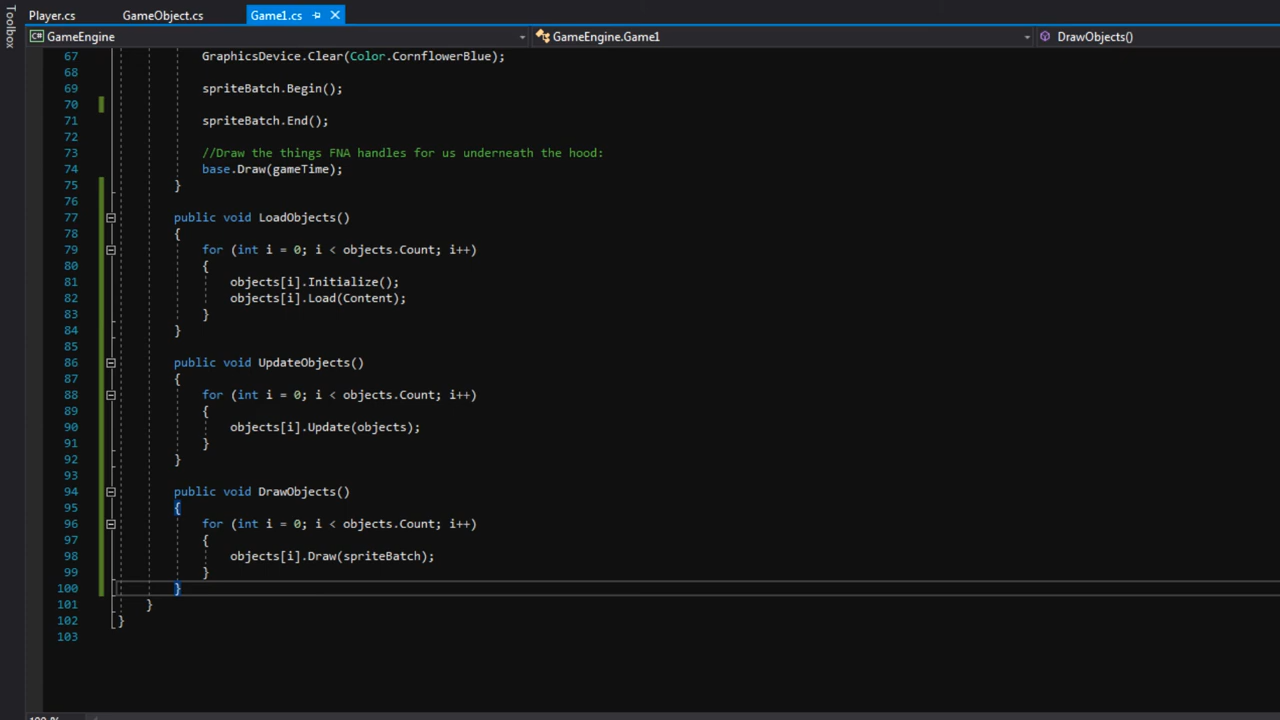 Toolbox
Player.cs GameObject.cs Game1.cs
GameEngine GameEngine.Game1 DrawObjects()
67 GraphicsDevice.Clear(Color.CornflowerBlue);
68
69 spriteBatch.Begin();
70
71 spriteBatch.End();
72
73 //Draw the things FNA handles for us underneath the hood:
74 base.Draw(gameTime);
75 }
76
77 public void LoadObjects()
78 {
79 for (int i = 0; i < objects.Count; i++)
80 {
81 objects[i].Initialize();
82 objects[i].Load(Content);
83 }
84 }
85
86 public void UpdateObjects()
87 {
88 for (int i = 0; i < objects.Count; i++)
89 {
90 objects[i].Update(objects);
91 }
92 }
93
94 public void DrawObjects()
95 {
96 for (int i = 0; i < objects.Count; i++)
97 {
98 objects[i].Draw(spriteBatch);
99 }
100 }
101 }
102 }
103